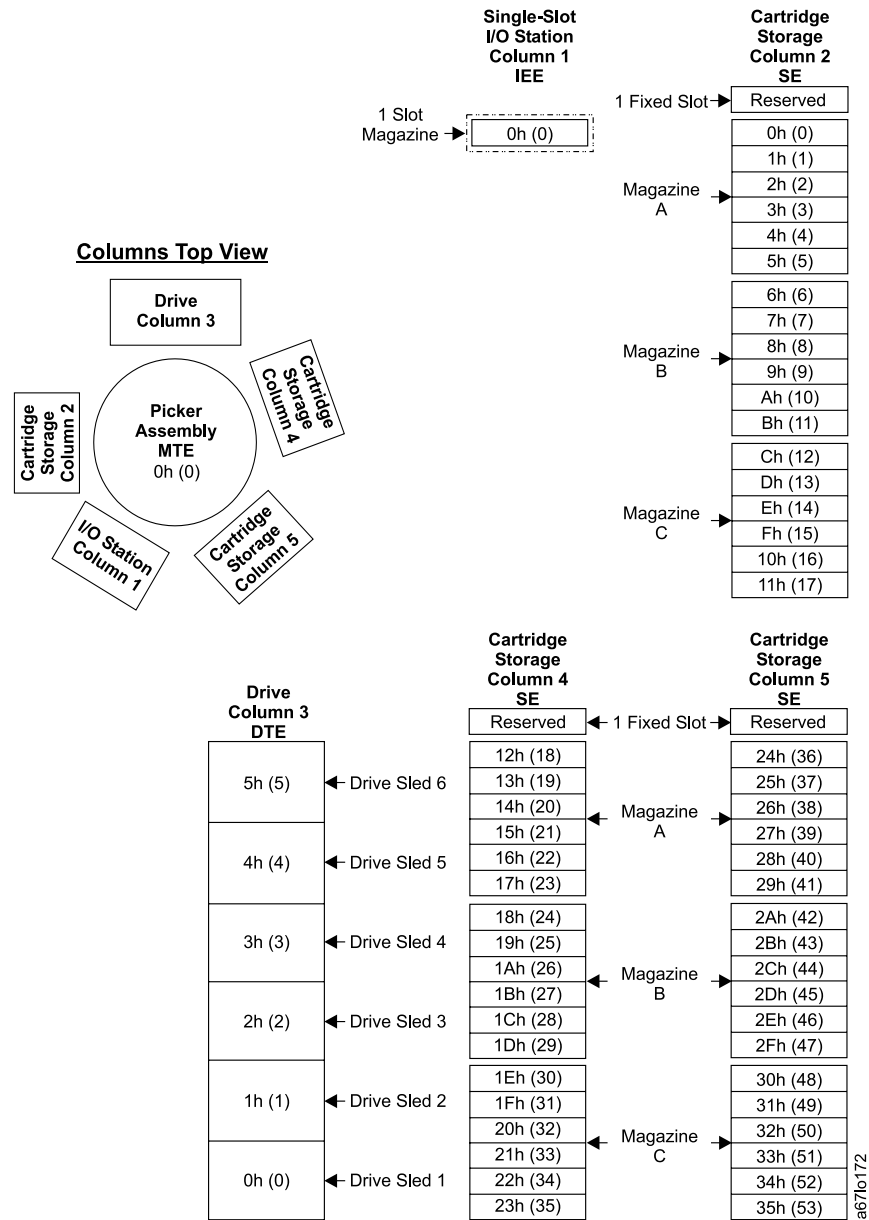 Single-Slot
I/O Station
Column 1
IEE
1 Slot
Magazine
0h (0)
Cartridge
Storage
Column 2
SE
1 Fixed Slot
Reserved
Magazine
A
0h (0)
1h (1)
2h (2)
3h (3)
4h (4)
5h (5)
Magazine
B
6h (6)
7h (7)
8h (8)
9h (9)
Ah (10)
Bh (11)
Magazine
C
Ch (12)
Dh (13)
Eh (14)
Fh (15)
10h (16)
11h (17)
Columns Top View
Drive
Column 3
Cartridge
Storage
Column 4
Cartridge
Storage
Column 2
Picker
Assembly
MTE
0h (0)
I/O Station
Column 1
Cartridge
Storage
Column 5
Drive
Column 3
DTE
5h (5)
Drive Sled 6
4h (4)
Drive Sled 5
3h (3)
Drive Sled 4
2h (2)
Drive Sled 3
1h (1)
Drive Sled 2
0h (0)
Drive Sled 1
Cartridge
Storage
Column 4
SE
Reserved
1 Fixed Slot
12h (18)
13h (19)
14h (20)
15h (21)
16h (22)
17h (23)
Magazine
A
18h (24)
19h (25)
1Ah (26)
1Bh (27)
1Ch (28)
1Dh (29)
Magazine
B
1Eh (30)
1Fh (31)
20h (32)
21h (33)
22h (34)
23h (35)
Magazine
C
Cartridge
Storage
Column 5
SE
Reserved
24h (36)
25h (37)
26h (38)
27h (39)
28h (40)
29h (41)
2Ah (42)
2Bh (43)
2Ch (44)
2Dh (45)
2Eh (46)
2Fh (47)
30h (48)
31h (49)
32h (50)
33h (51)
34h (52)
35h (53)
a67lo172